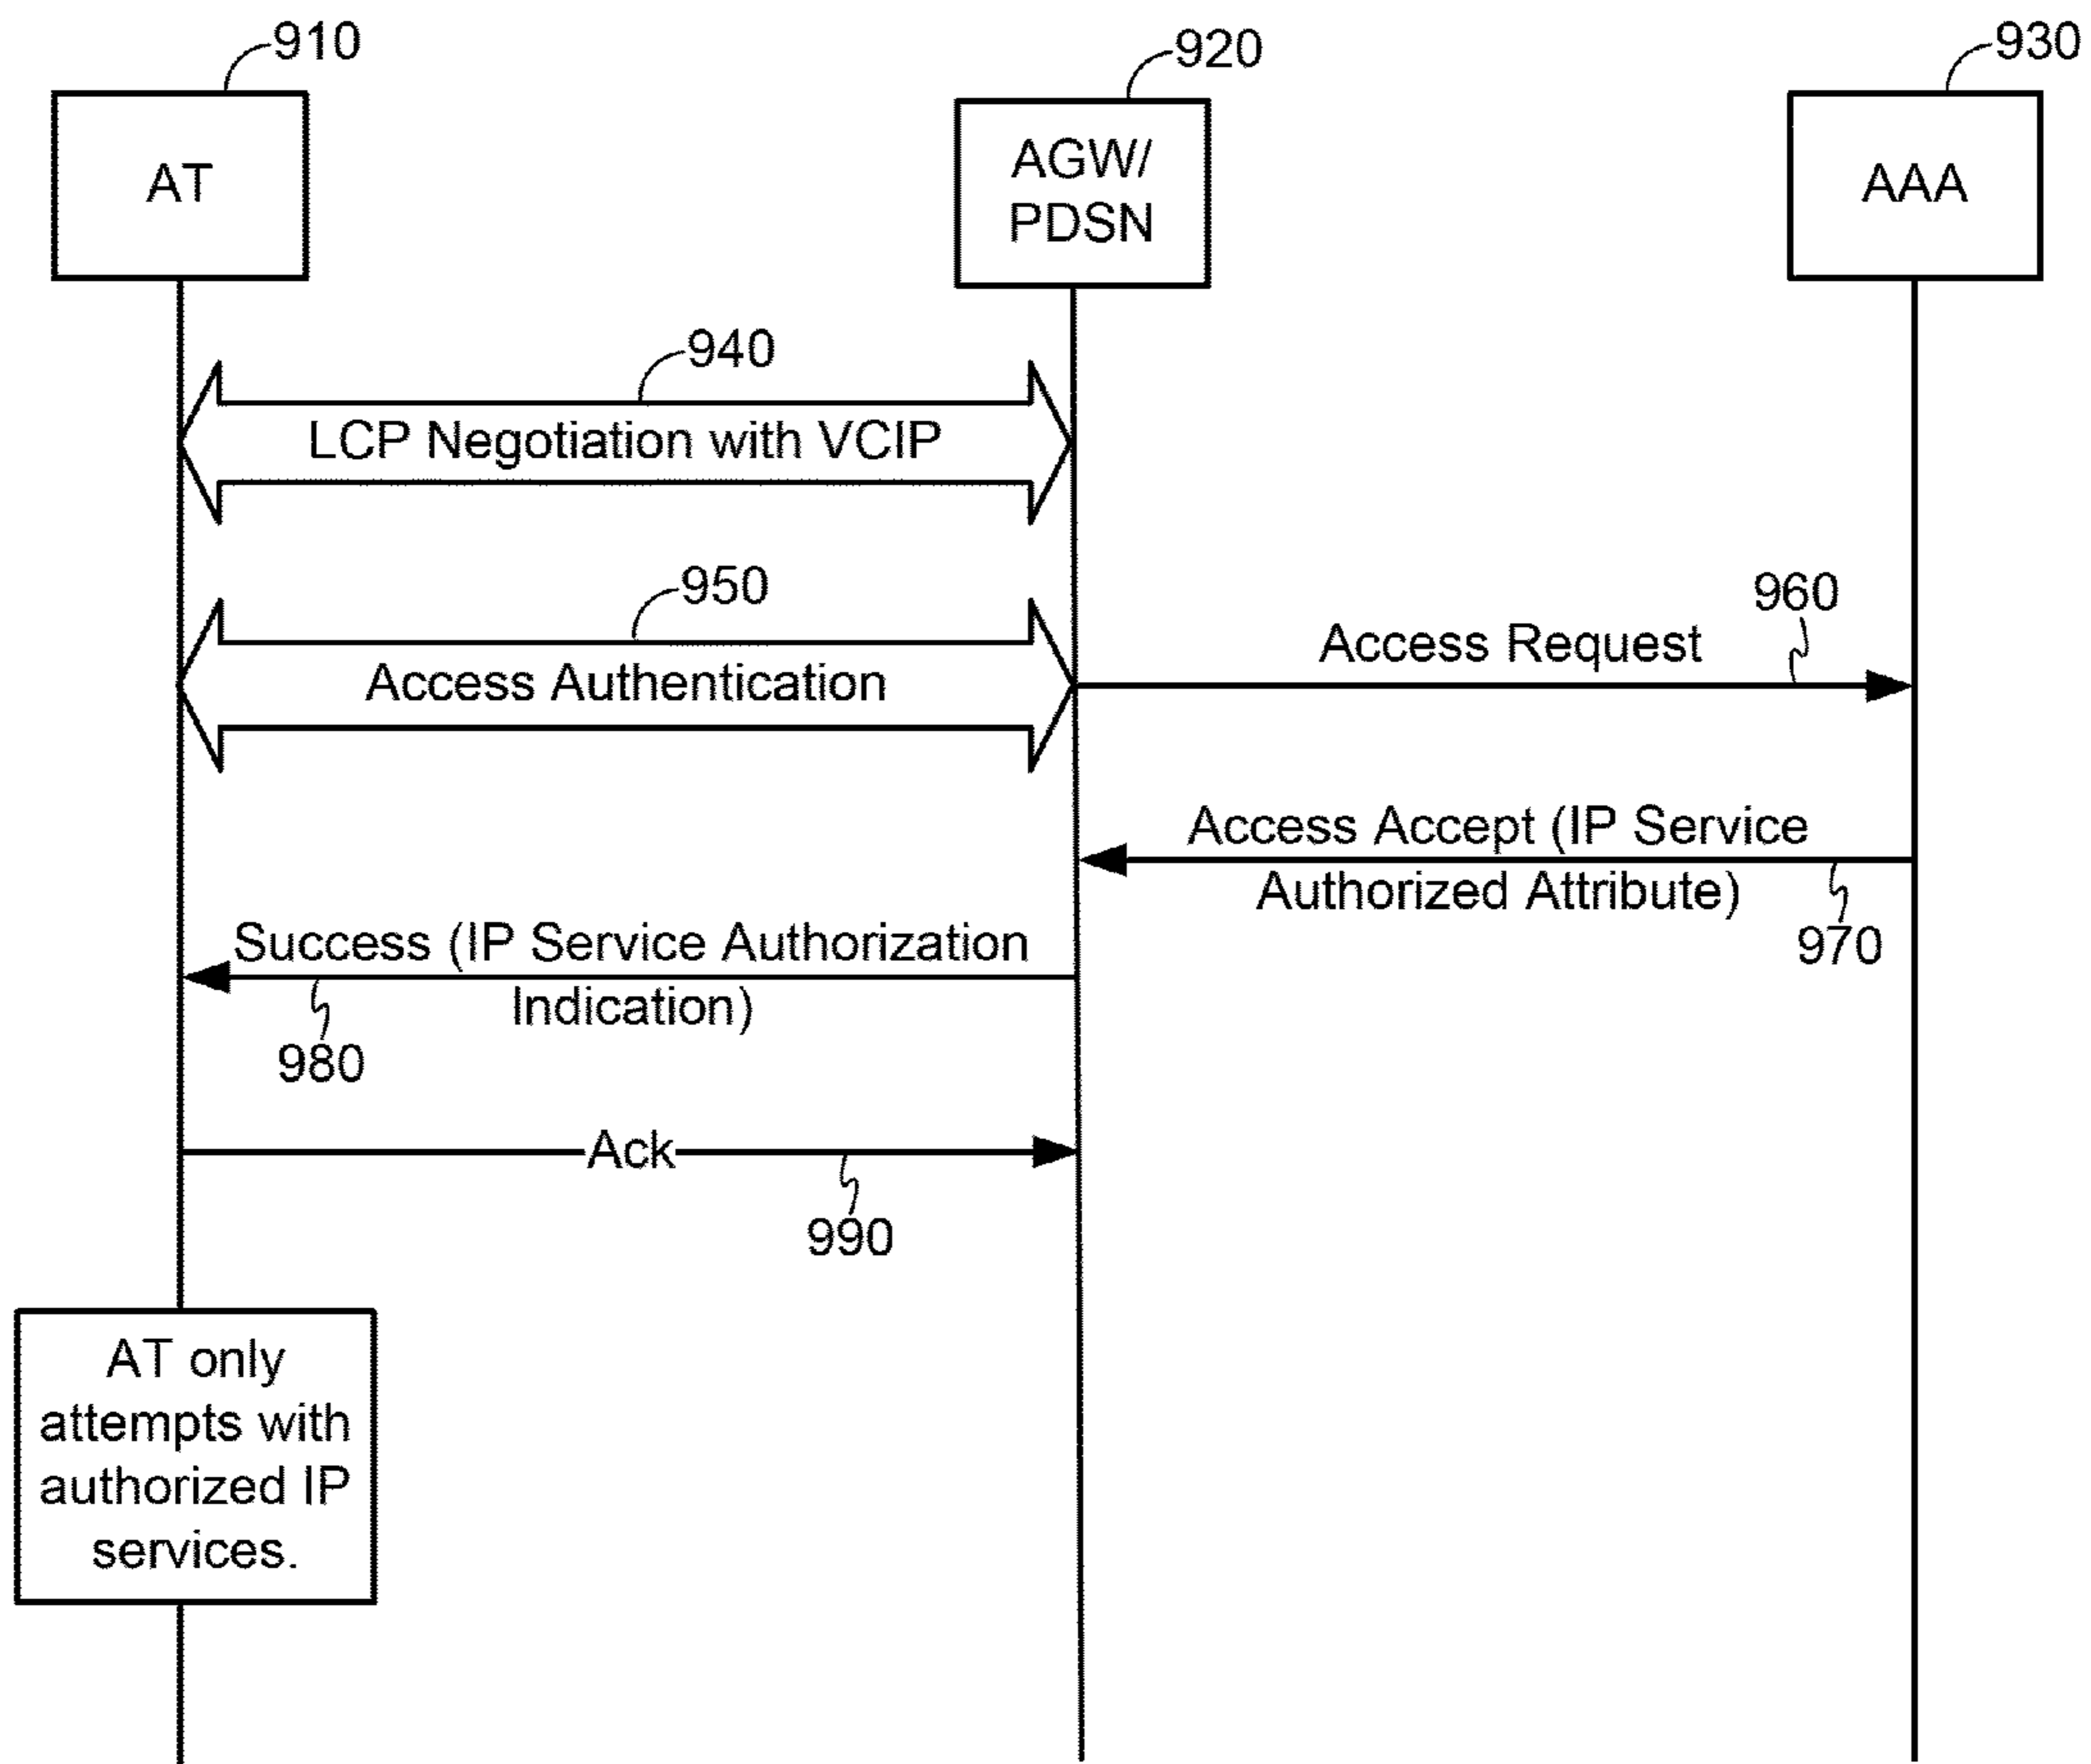 910
920
930
AT
AGW/
PDSN
AAA
940
LCP Negotiation with VCIP
950
Access Authentication
960
Access Request
Access Accept (IP Service
Authorized Attribute)
970
Success (IP Service Authorization
Indication)
980
Ack
990
AT only
attempts with
authorized IP
services.